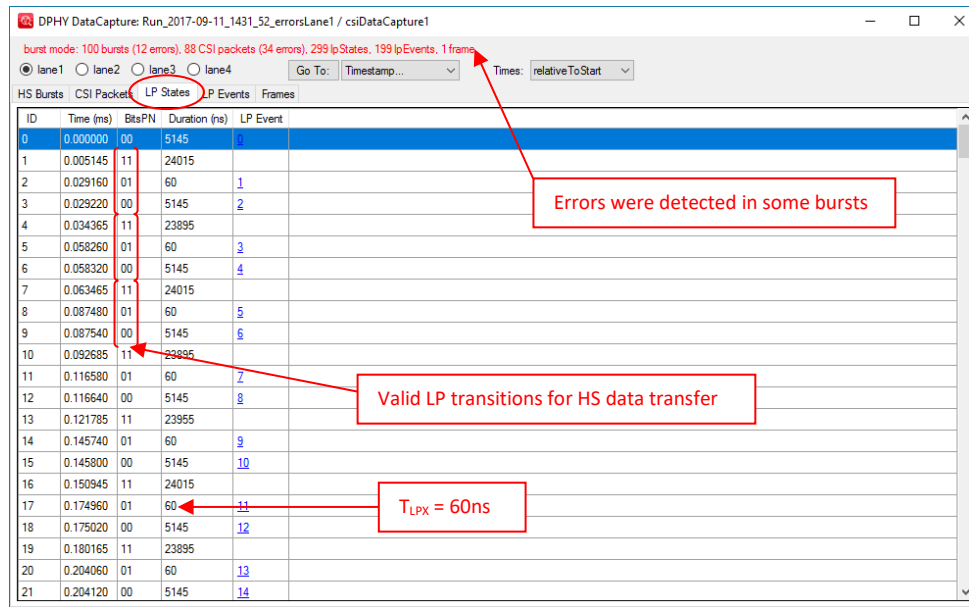 DPHY DataCapture: Run_2017-09-11_1431_52_errorsLane1 / csiDataCapture1
burst mode: 100 bursts (12 errors), 88 CSI packets (34 errors), 299 lpStates, 199 lpEvents, 1 frame
lane1 lane2 lane3 lane4 Go To: Timestamp... Times: relativeToStart
HS Bursts CSI Packets LP States LP Events Frames
ID Time (ms) BitsPN Duration (ns) LP Event
0 0.000000 00 5145 0
1 0.005145 11 24015
2 0.029160 01 60 1
3 0.029220 00 5145 2
Errors were detected in some bursts
4 0.034365 11 23895
5 0.058260 01 60 3
6 0.058320 00 5145 4
7 0.063465 11 24015
8 0.087480 01 60 5
9 0.087540 00 5145 6
10 0.092685 11 23895
11 0.116580 01 60 7
12 0.116640 00 5145 8
Valid LP transitions for HS data transfer
13 0.121785 11 23955
14 0.145740 01 60 9
15 0.145800 00 5145 10
16 0.150945 11 24015
17 0.174960 01 60 11
TLPX = 60ns
18 0.175020 00 5145 12
19 0.180165 11 23895
20 0.204060 01 60 13
21 0.204120 00 5145 14